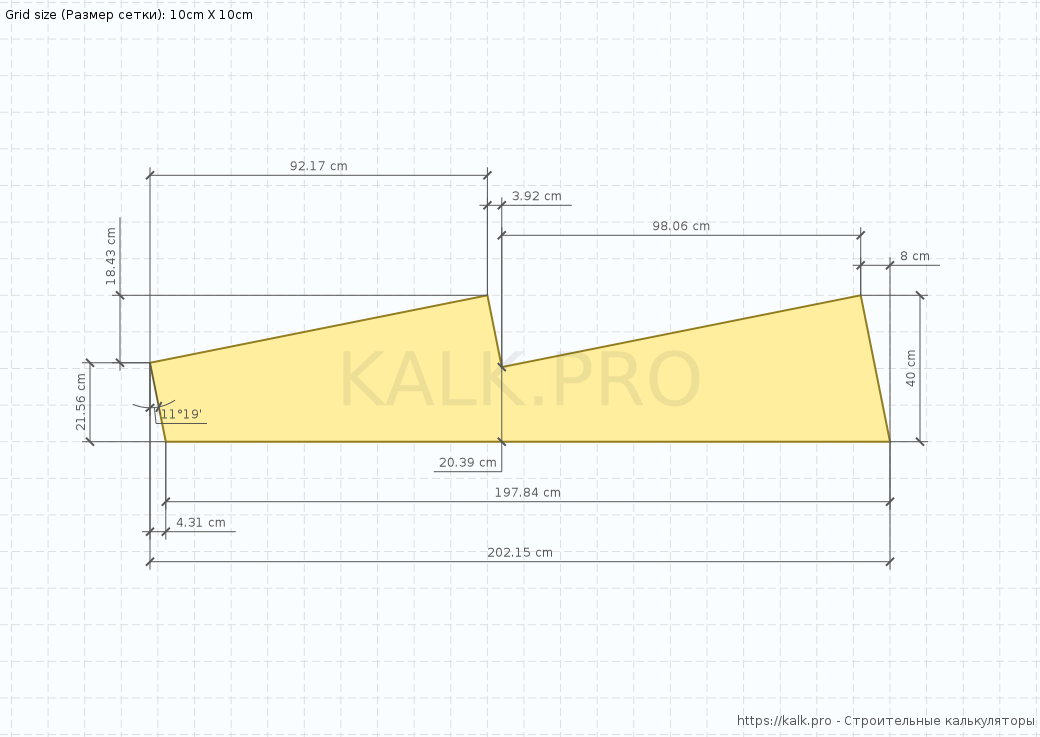 Grid size (Размер сетки): 10cm X 10cm
92.17 cm
3.92 cm
98.06 cm
8 cm
18.43 cm
40 cm
KALK.PRO
21.56 cm
11°19'
20.39 cm
197.84 cm
4.31 cm
202.15 cm
https://kalk.pro - Строительные калькуляторы